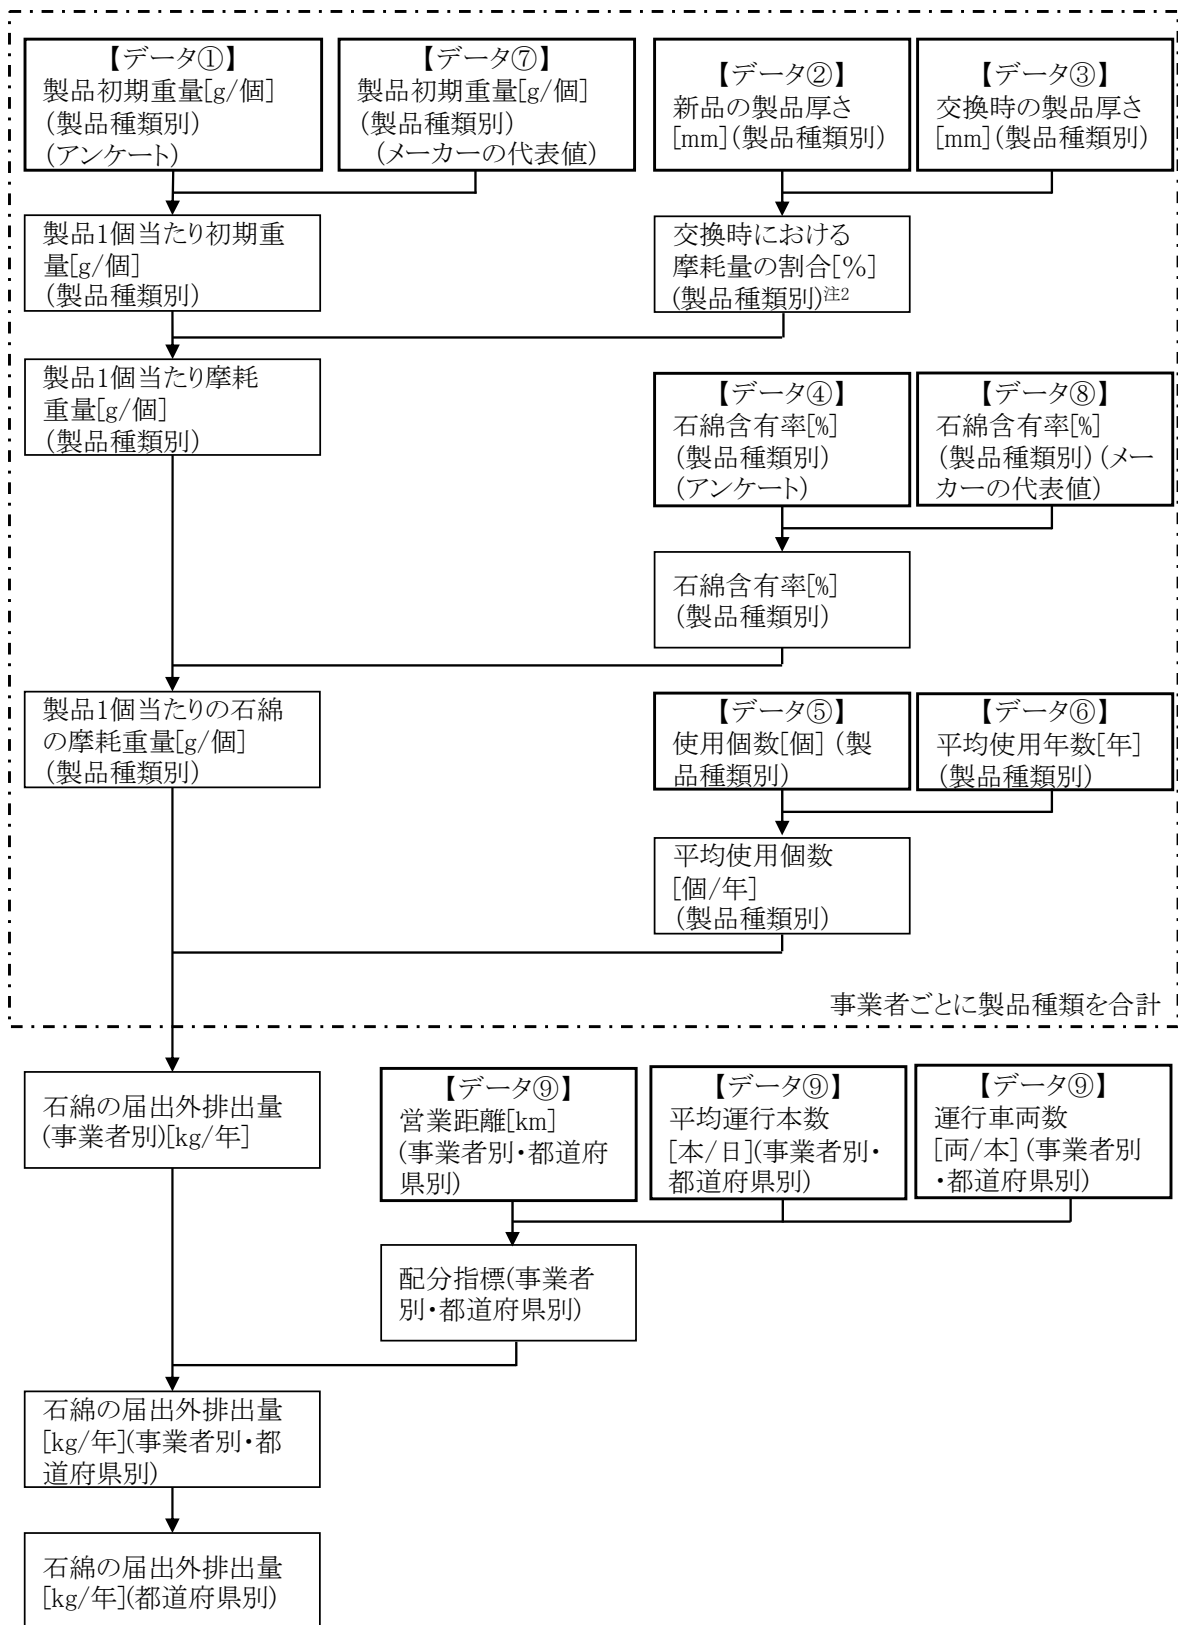 【データ①】
製品初期重量[g/個]
(製品種類別)
(アンケート)
【データ⑦】
製品初期重量[g/個]
(製品種類別)
(メーカーの代表値)
【データ②】
新品の製品厚さ
[mm](製品種類別)
【データ③】
交換時の製品厚さ
[mm](製品種類別)
製品1個当たり初期重
量[g/個]
(製品種類別)
交換時における
摩耗量の割合[%]
(製品種類別)注2
製品1個当たり摩耗
重量[g/個]
(製品種類別)
【データ④】
石綿含有率[%]
(製品種類別)
(アンケート)
【データ⑧】
石綿含有率[%]
(製品種類別)(メー
カーの代表値)
石綿含有率[%]
(製品種類別)
製品1個当たりの石綿
の摩耗重量[g/個]
(製品種類別)
【データ⑤】
使用個数[個] (製
品種類別)
【データ⑥】
平均使用年数[年]
(製品種類別)
平均使用個数
[個/年]
(製品種類別)
事業者ごとに製品種類を合計
石綿の届出外排出量
(事業者別)[kg/年]
【データ⑨】
営業距離[km]
(事業者別・都道府
県別)
【データ⑨】
平均運行本数
[本/日](事業者別・
都道府県別)
【データ⑨】
運行車両数
[両/本] (事業者別
・都道府県別)
配分指標(事業者
別・都道府県別)
石綿の届出外排出量
[kg/年](事業者別・都
道府県別)
石綿の届出外排出量
[kg/年](都道府県別)